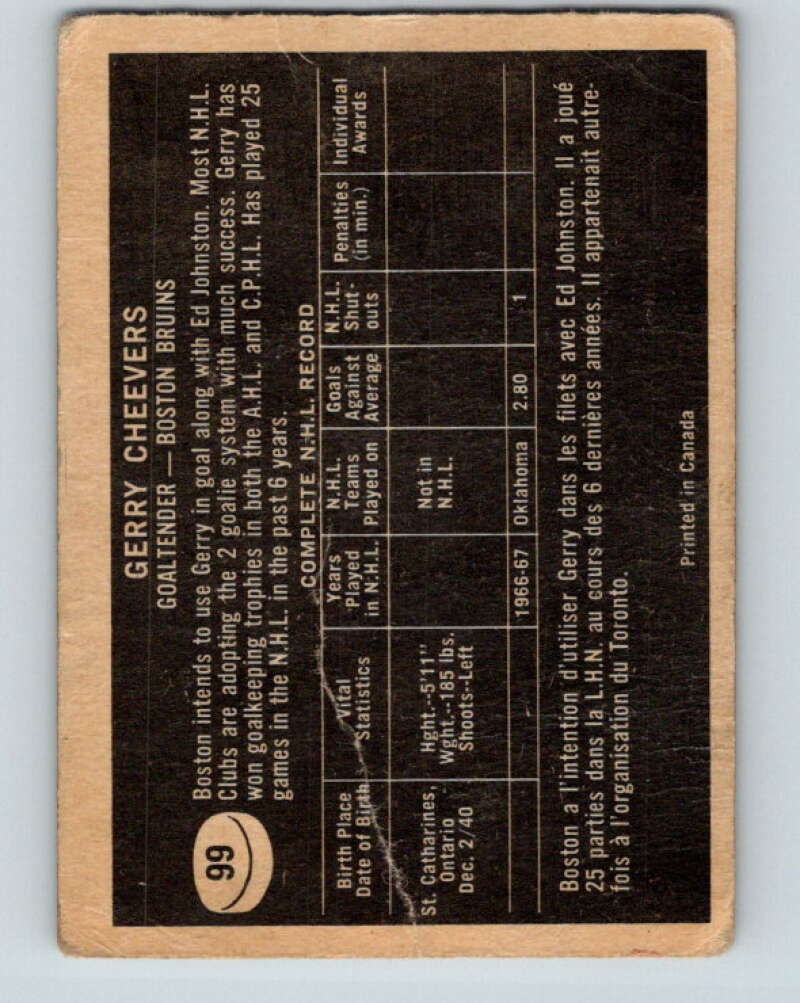 GERRY CHEEVERS
GOALTENDER — BOSTON BRUINS
99
Boston intends to use Gerry in goal along with Ed Johnston. Most N.H.L.
Clubs are adopting the 2 goalie system with much success. Gerry has
won goalkeeping trophies in both the A.H.L. and C.P.H.L. Has played 25
games in the N.H.L. in the past 6 years.
COMPLETE N.H.L. RECORD
Birth Place Date of Birth | Vital Statistics | Years Played in N.H.L. | N.H.L. Teams Played on | Goals Against Average | N.H.L. Shut-outs | Penalties (in min.) | Individual Awards
St. Catharines, Ontario Dec. 2/40 | Hght.--5'11" Wght.--185 lbs. Shoots--Left | Not in N.H.L.
1966-67 Oklahoma 2.80 1
Boston a l'intention d'utiliser Gerry dans les filets avec Ed Johnston. Il a joué
25 parties dans la L.H.N. au cours des 6 dernières années. Il appartenait autre-
fois à l'organisation du Toronto.
Printed in Canada